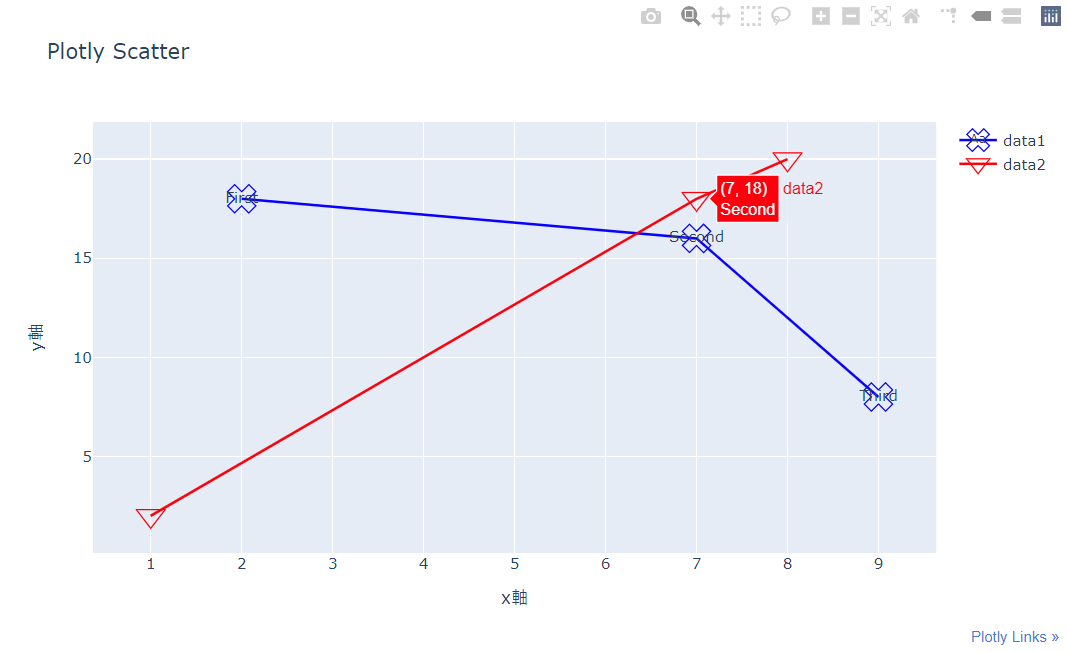 Plotly Scatter
Aa data1
data2
20
15
10
5
First
Second
Third
(7, 18) data2
Second
y軸
1 2 3 4 5 6 7 8 9
x軸
Plotly Links »